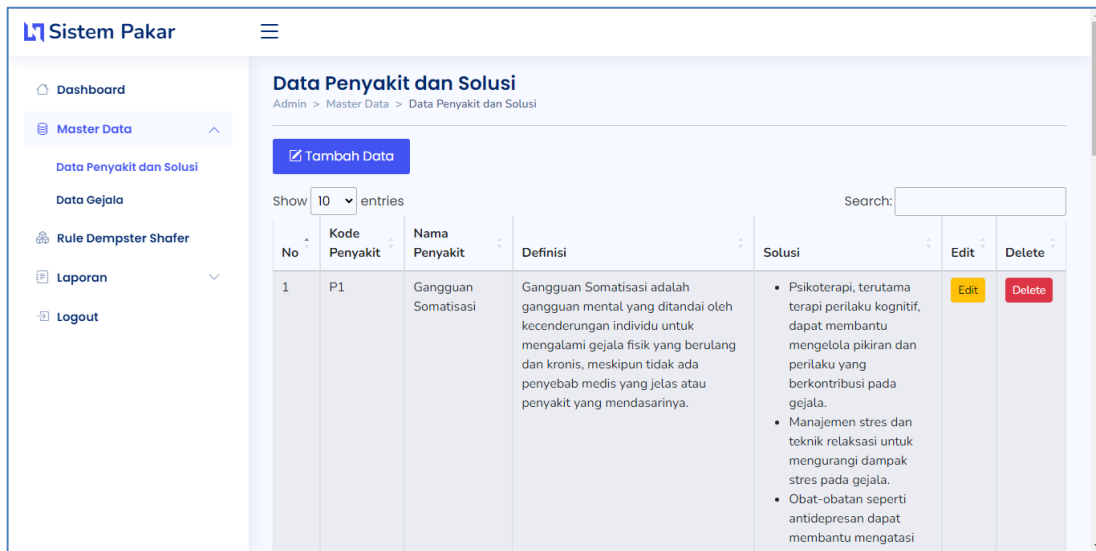 Sistem Pakar
Dashboard
Master Data
Data Penyakit dan Solusi
Data Gejala
Rule Dempster Shafer
Laporan
Logout
Data Penyakit dan Solusi
Admin > Master Data > Data Penyakit dan Solusi
Tambah Data
Show 10 entries
Search:
No
Kode
Penyakit
Nama
Penyakit
Definisi
Solusi
Edit
Delete
1
P1
Gangguan
Somatisasi
Gangguan Somatisasi adalah
gangguan mental yang ditandai oleh
kecenderungan individu untuk
mengalami gejala fisik yang berulang
dan kronis, meskipun tidak ada
penyebab medis yang jelas atau
penyakit yang mendasarinya.
• Psikoterapi, terutama
terapi perilaku kognitif,
dapat membantu
mengelola pikiran dan
perilaku yang
berkontribusi pada
gejala.
• Manajemen stres dan
teknik relaksasi untuk
mengurangi dampak
stres pada gejala.
• Obat-obatan seperti
antidepresan dapat
membantu mengatasi
Edit
Delete